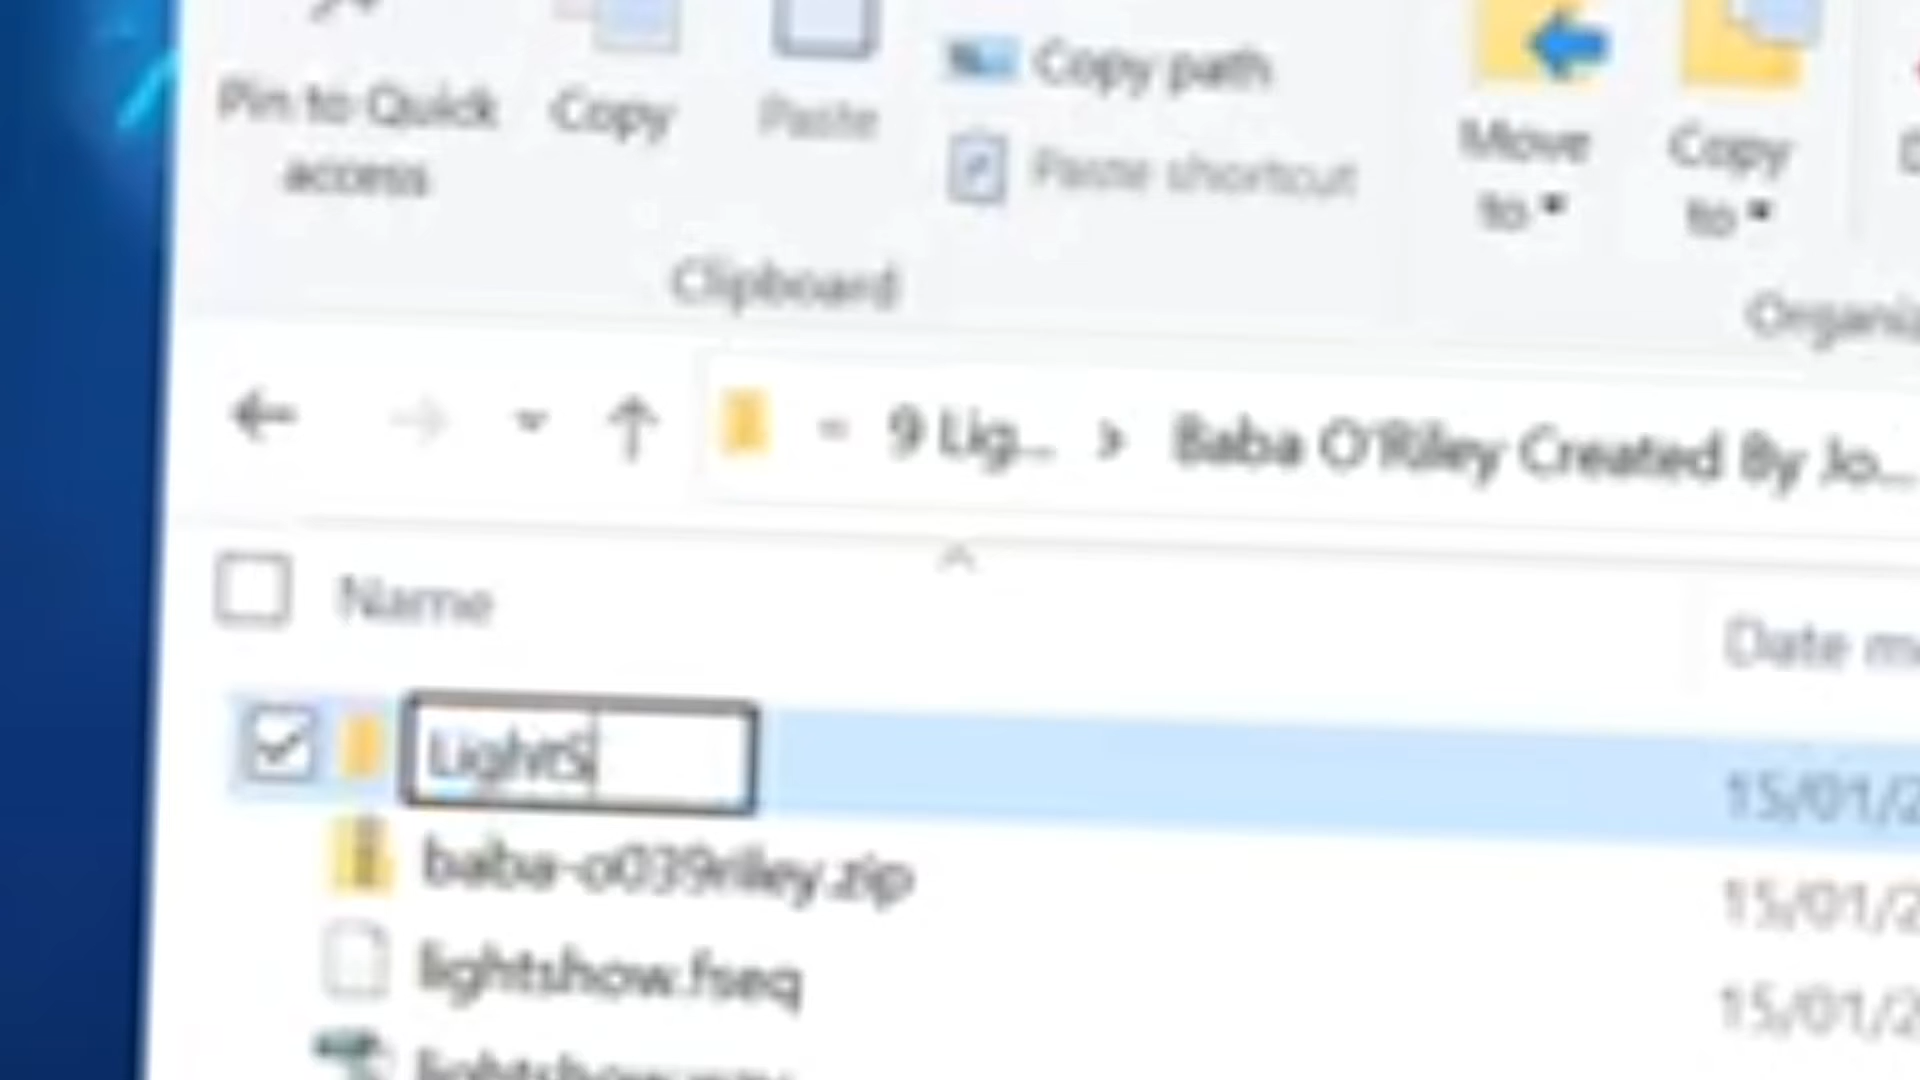 Pin to Quick
access
Copy
Paste
Copy path
Paste shortcut
Move
to
Copy
to
Clipboard
9 Lig... > Baba O'Riley Created By Jo...
Name
Date
LightS
15/01/2
baba-o039riley.zip
15/01/2
lightshow.fseq
15/01/2